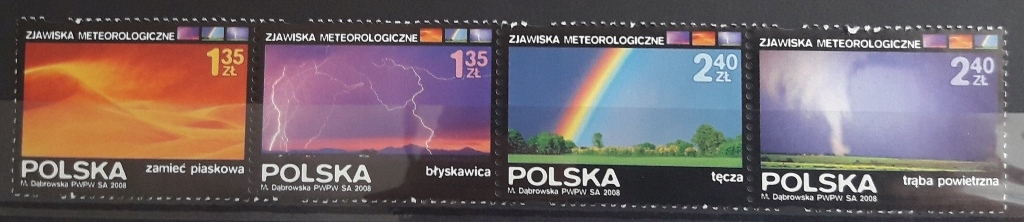 ZJAWISKA METEOROLOGICZNE
1 35 ZŁ
POLSKA zamieć piaskowa
M. Dąbrowska PWPW SA 2008
ZJAWISKA METEOROLOGICZNE
1 35 ZŁ
POLSKA błyskawica
M. Dąbrowska PWPW SA 2008
ZJAWISKA METEOROLOGICZNE
2 40 ZŁ
POLSKA tęcza
M. Dąbrowska PWPW SA 2008
ZJAWISKA METEOROLOGICZNE
2 40 ZŁ
POLSKA trąba powietrzna
M. Dąbrowska PWPW SA 2008